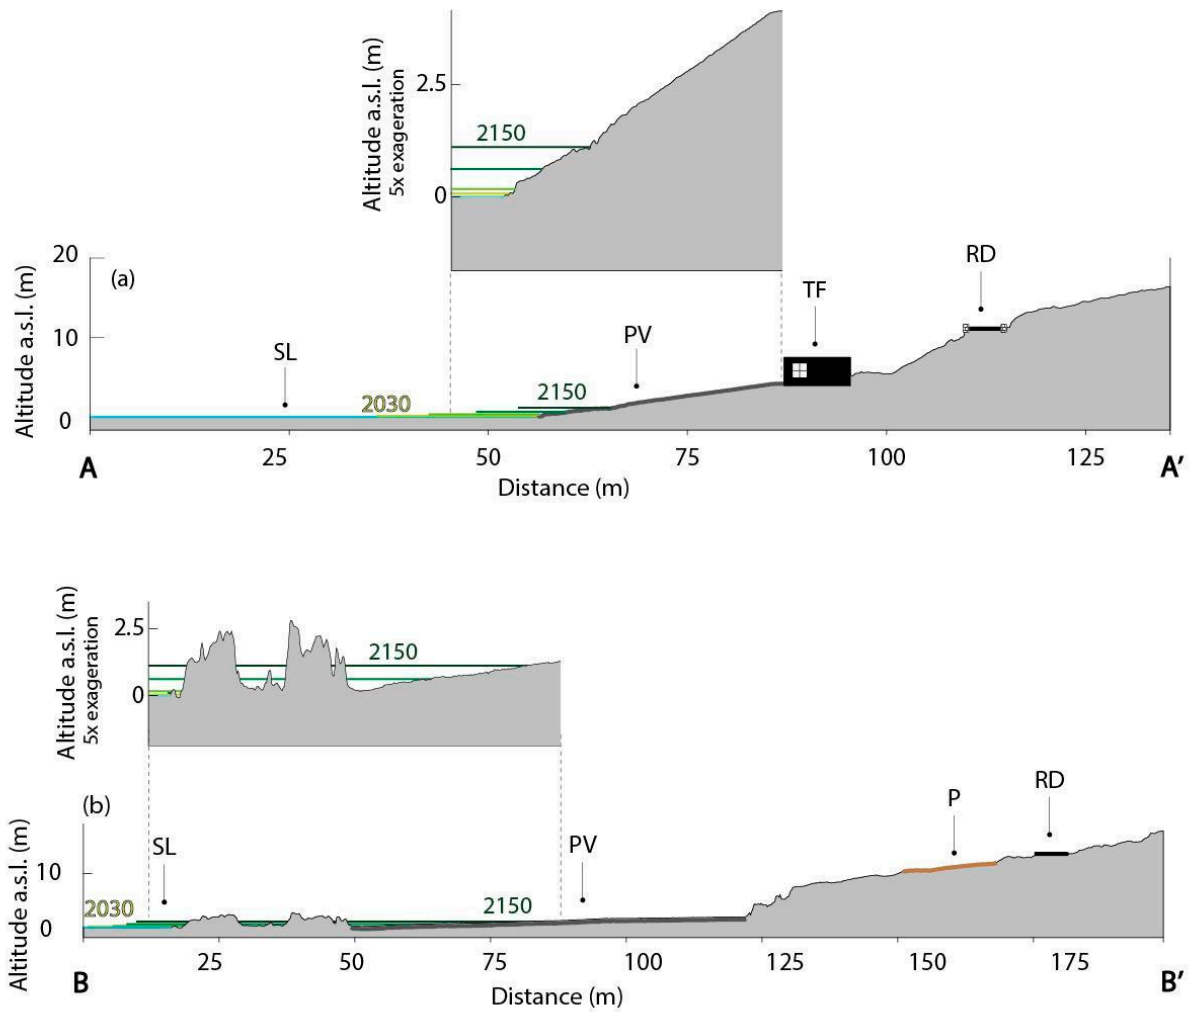 Altitude a.s.l. (m)
5x exageration
2.5
0
2150
20
10
0
Altitude a.s.l. (m)
(a)
SL
2030
2150
PV
TF
RD
25
50
75
100
125
A
A′
Distance (m)
Altitude a.s.l. (m)
5x exageration
2.5
0
2150
(b)
Altitude a.s.l. (m)
10
0
2030
SL
2150
PV
P
RD
25
50
75
100
125
150
175
B
B′
Distance (m)